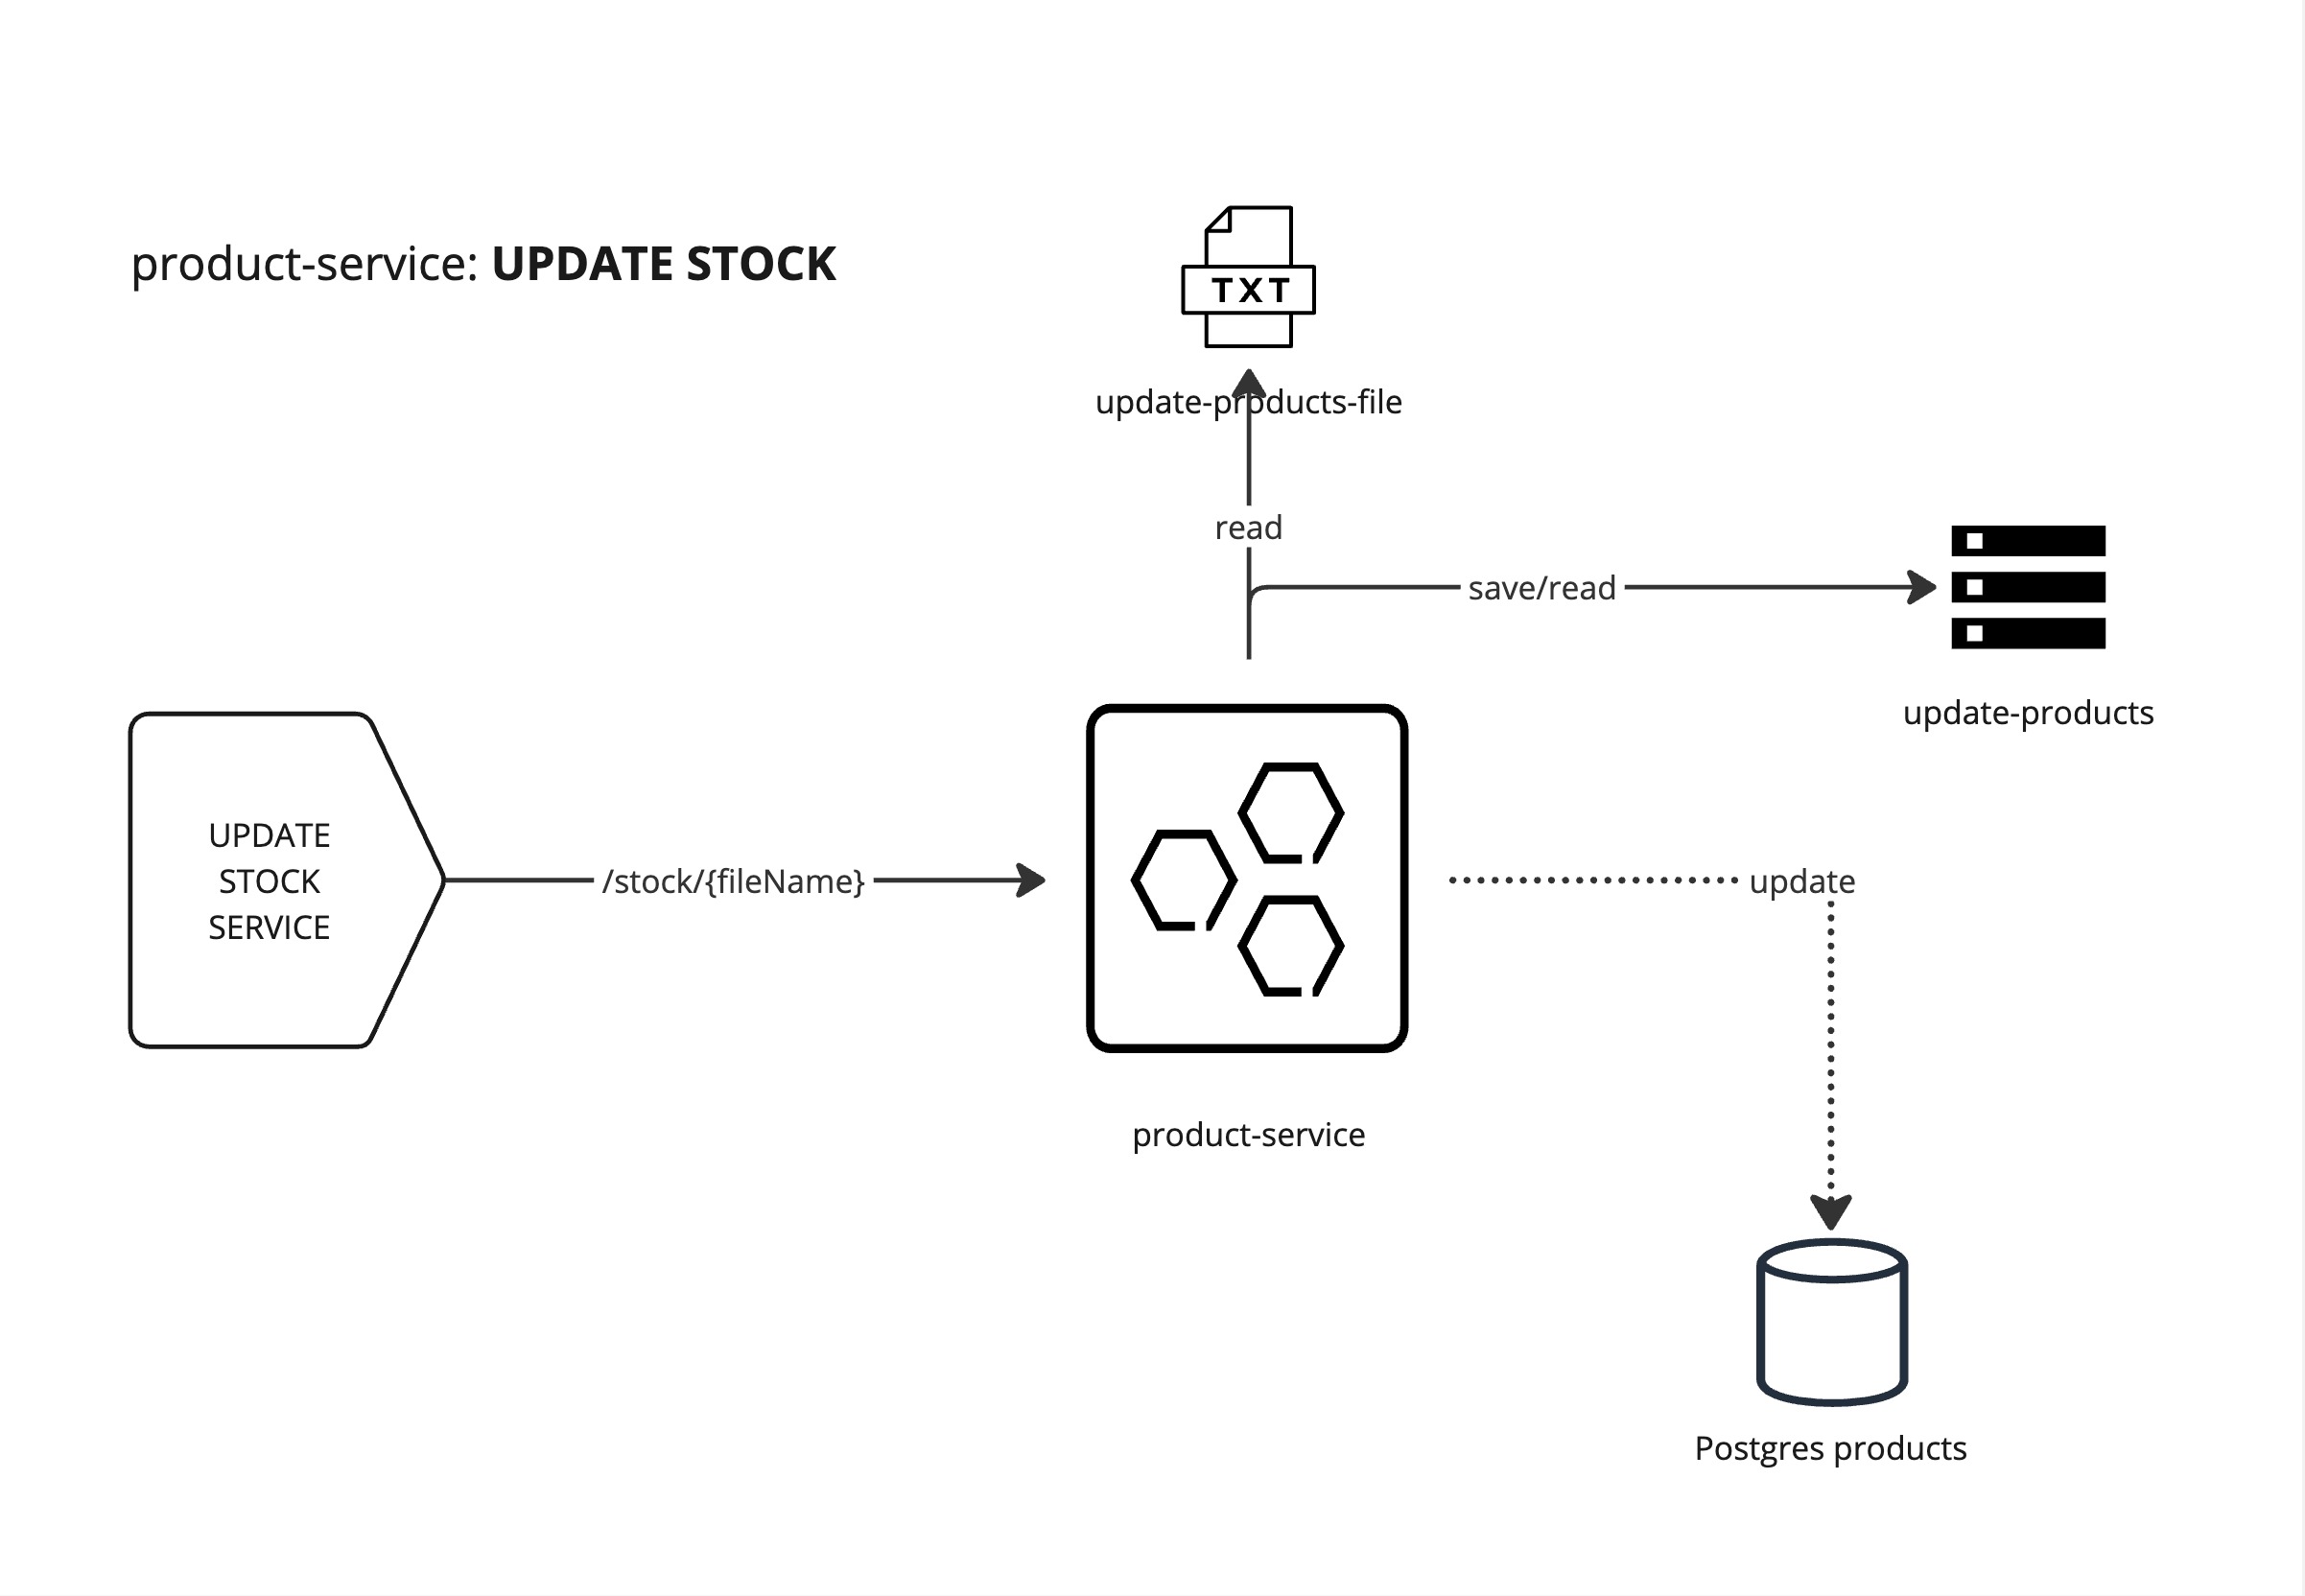 product-service: UPDATE STOCK
TXT
update-products-file
read
save/read
update-products
UPDATE
STOCK
SERVICE
/stock/{fileName}
update
product-service
Postgres products